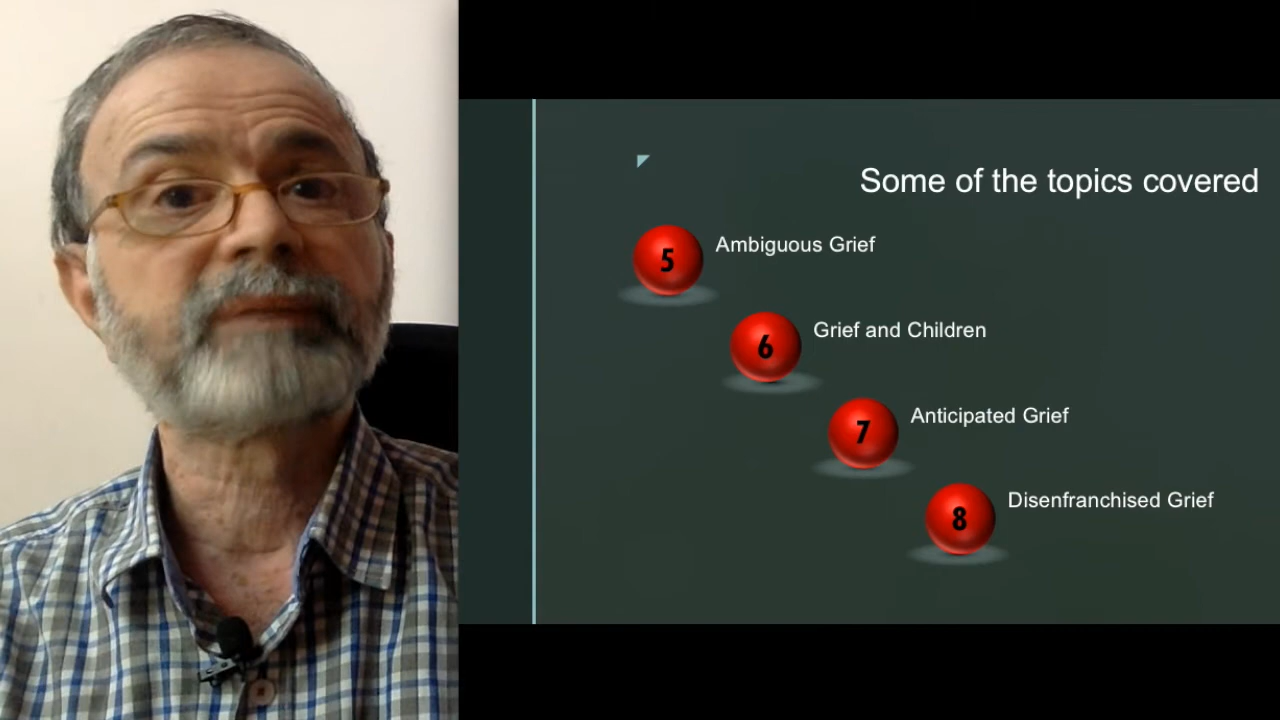 Some of the topics covered
5 Ambiguous Grief
6 Grief and Children
7 Anticipated Grief
8 Disenfranchised Grief